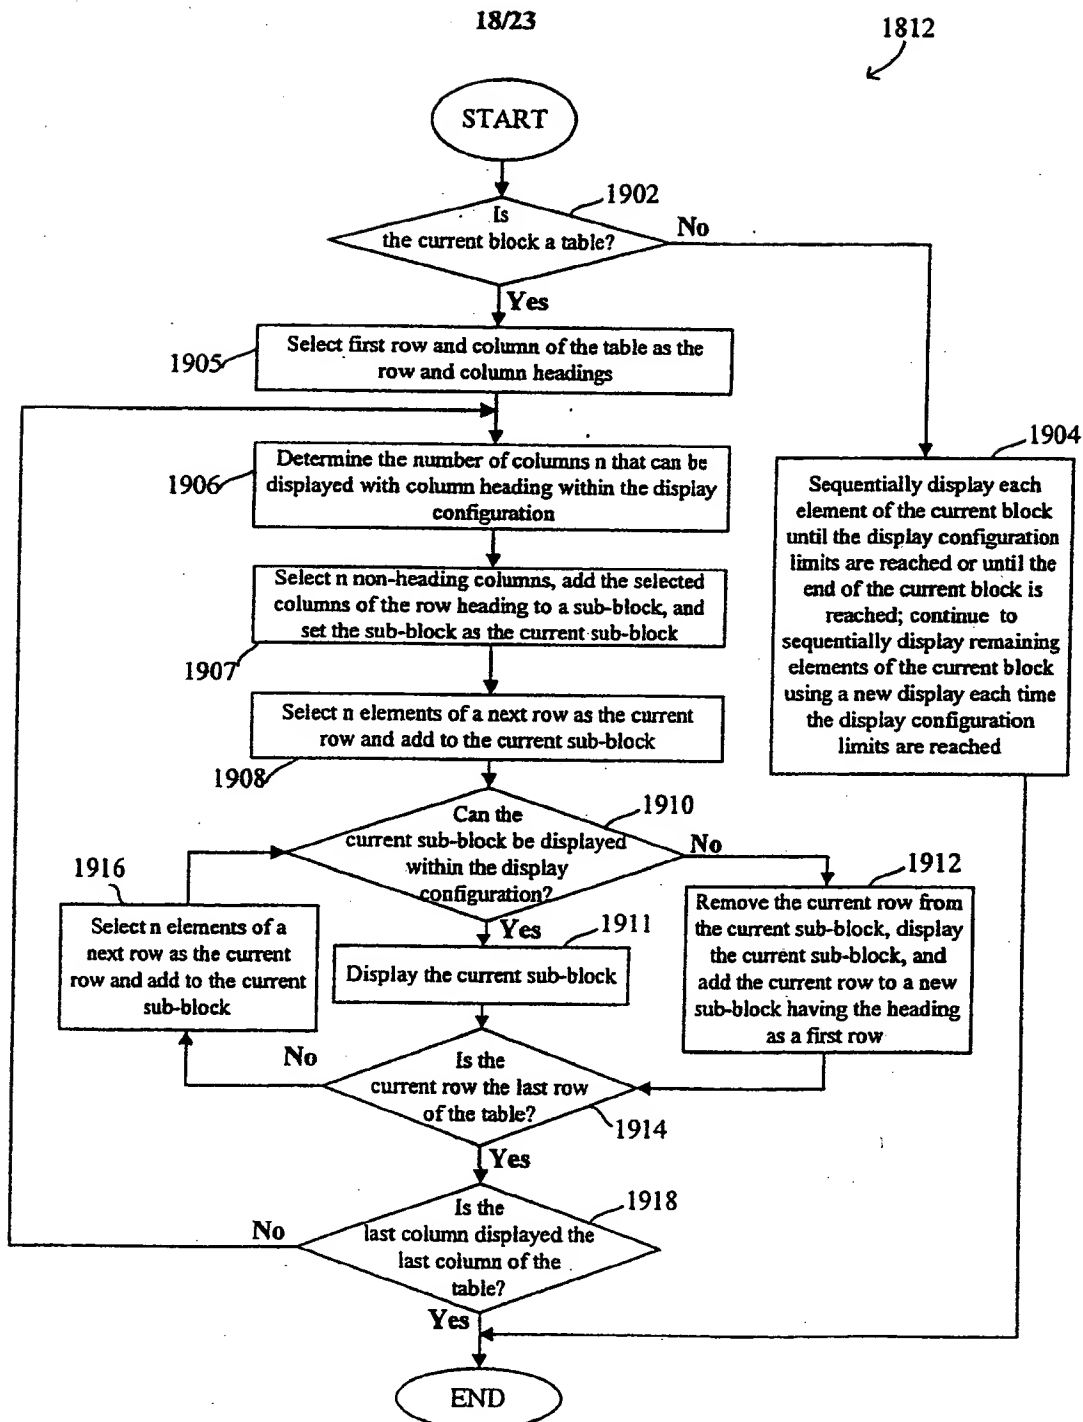 18/23
1812
START
1902
Is
the current block a table?
No
Yes
1905
Select first row and column of the table as the
row and column headings
1904
Sequentially display each
element of the current block
until the display configuration
limits are reached or until the
end of the current block is
reached; continue to
sequentially display remaining
elements of the current block
using a new display each time
the display configuration
limits are reached
1906
Determine the number of columns n that can be
displayed with column heading within the display
configuration
Select n non-heading columns, add the selected
columns of the row heading to a sub-block, and
set the sub-block as the current sub-block
1907
Select n elements of a next row as the current
row and add to the current sub-block
1908
1910
Can the
current sub-block be displayed
within the display
configuration?
No
Yes
1916
Select n elements of a
next row as the current
row and add to the current
sub-block
1911
Display the current sub-block
1912
Remove the current row from
the current sub-block, display
the current sub-block, and
add the current row to a new
sub-block having the heading
as a first row
No
Is the
current row the last row
of the table?
1914
Yes
1918
Is the
last column displayed the
last column of the
table?
No
Yes
END